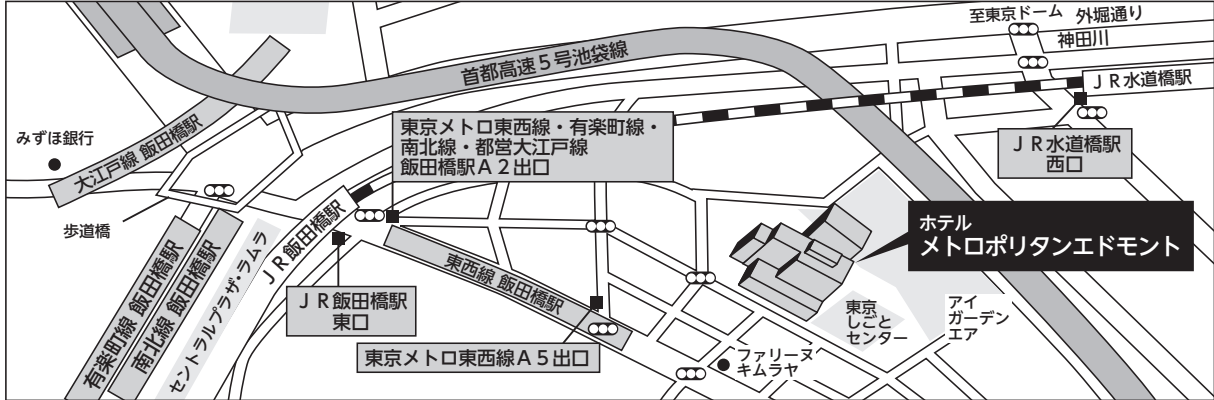 至東京ドーム
外堀通り
神田川
首都高速5号池袋線
JR水道橋駅
みずほ銀行
大江戸線 飯田橋駅
東京メトロ東西線・有楽町線・
南北線・都営大江戸線
飯田橋駅A2出口
JR水道橋駅
西口
歩道橋
JR飯田橋駅
ホテル
メトロポリタンエドモント
有楽町線 飯田橋駅
南北線 飯田橋駅
セントラルプラザ・ラムラ
東西線 飯田橋駅
JR飯田橋駅
東口
東京メトロ東西線A5出口
東京
しごと
センター
アイ
ガーデン
エア
ファリーヌ
キムラヤ